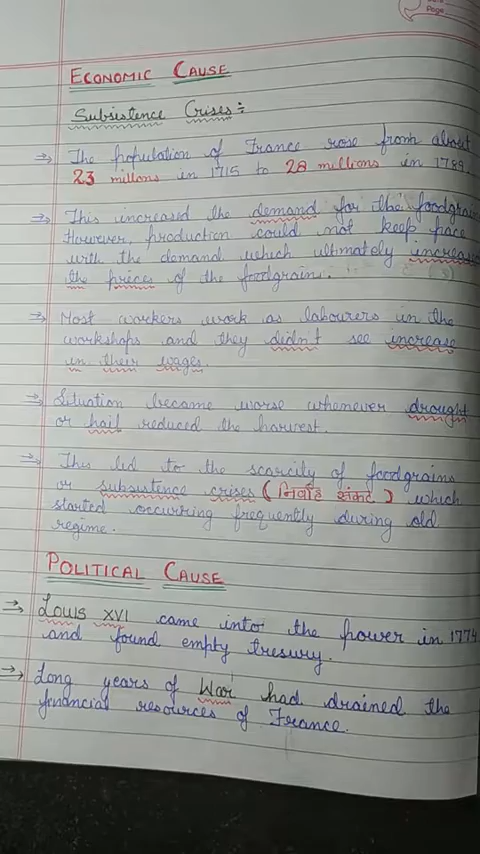 Page
ECONOMIC CAUSE
Subsistence Crises:
⇒ The population of France rose from about
23 millons in 1715 to 28 millions in 1789.
⇒ This increased the demand for the foodgrain
However, production could not keep pace
with the demand which ultimately increase
the prices of the foodgrains.
⇒ Most workers work as labourers in the
workshops and they didn't see increase
in their wages.
⇒ Situation became worse whenever drought
or hail reduced the harvest.
⇒ This led to the scarcity of foodgrains
or subsistence crises (निर्वाह संकट) which
started occurring frequently during old
regime.
POLITICAL CAUSE
⇒ Louis XVI came into the power in 1774
and found empty tresury.
⇒ Long years of War had drained the
financial resources of France.